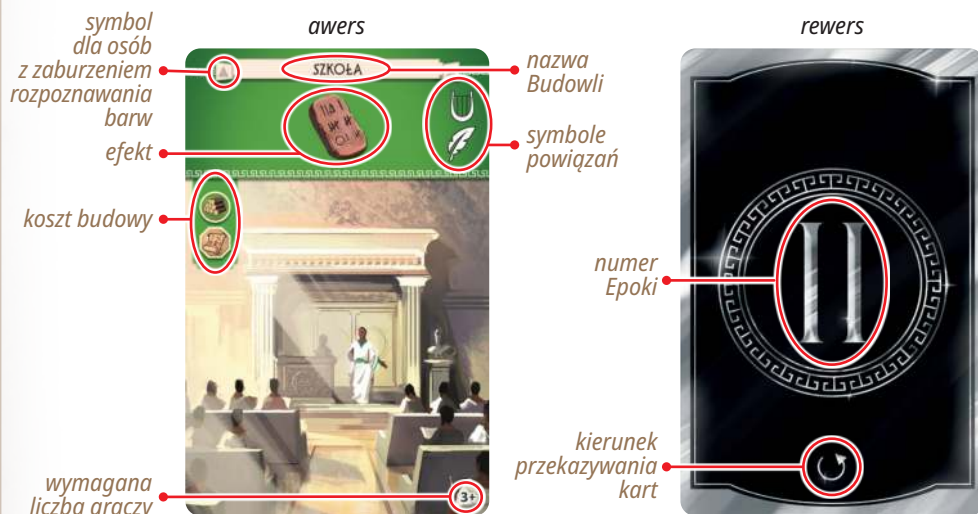 awers
symbol
dla osób
z zaburzeniem
rozpoznawania
barw
efekt
koszt budowy
wymagana
liczba graczy
SZKOŁA
3+
nazwa
Budowli
symbole
powiązań
rewers
numer
Epoki
II
kierunek
przekazywania
kart